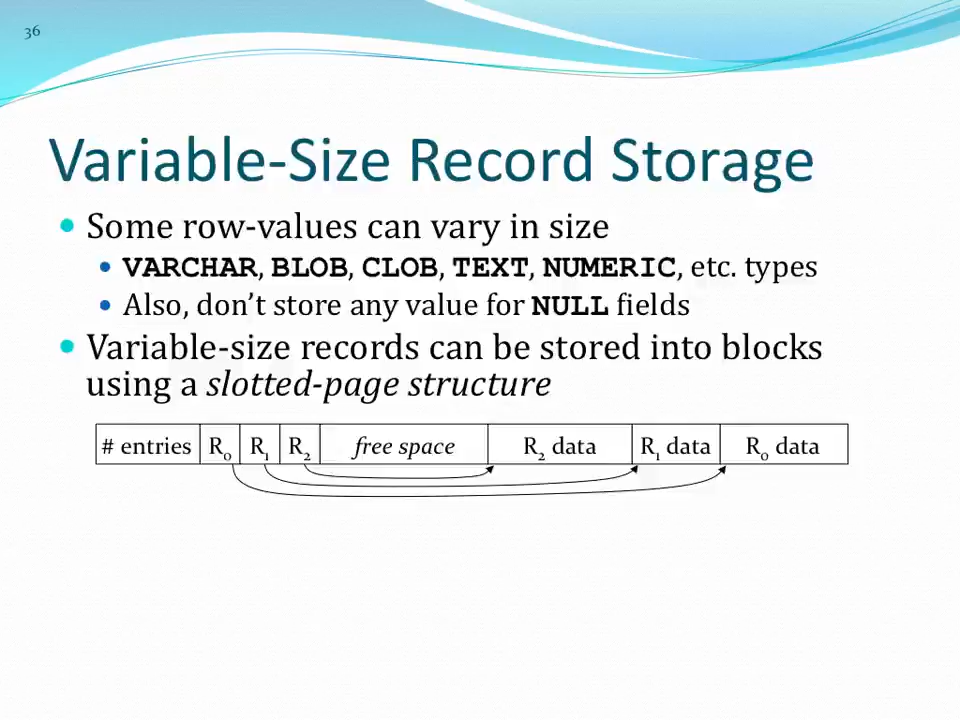 36
Variable-Size Record Storage
• Some row-values can vary in size
• VARCHAR, BLOB, CLOB, TEXT, NUMERIC, etc. types
• Also, don’t store any value for NULL fields
• Variable-size records can be stored into blocks
using a slotted-page structure
# entries R₀ R₁ R₂ free space R₂ data R₁ data R₀ data